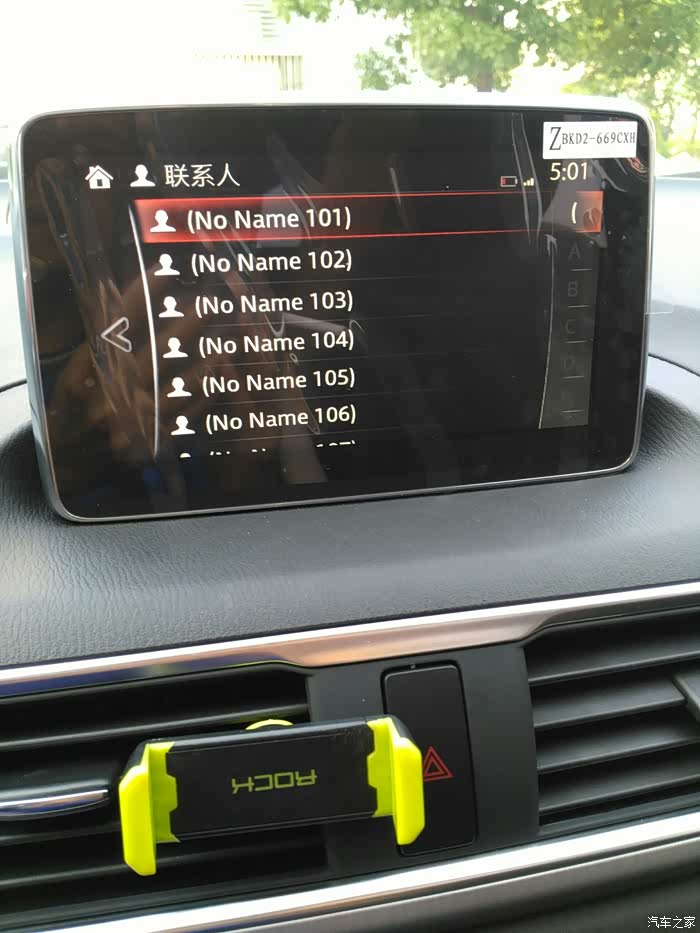 ZBKD2-669CXH
联系人
5:01
(No Name 101)
(
(No Name 102)
A
(No Name 103)
B
(No Name 104)
C
(No Name 105)
D
(No Name 106)
ROCK
汽车之家